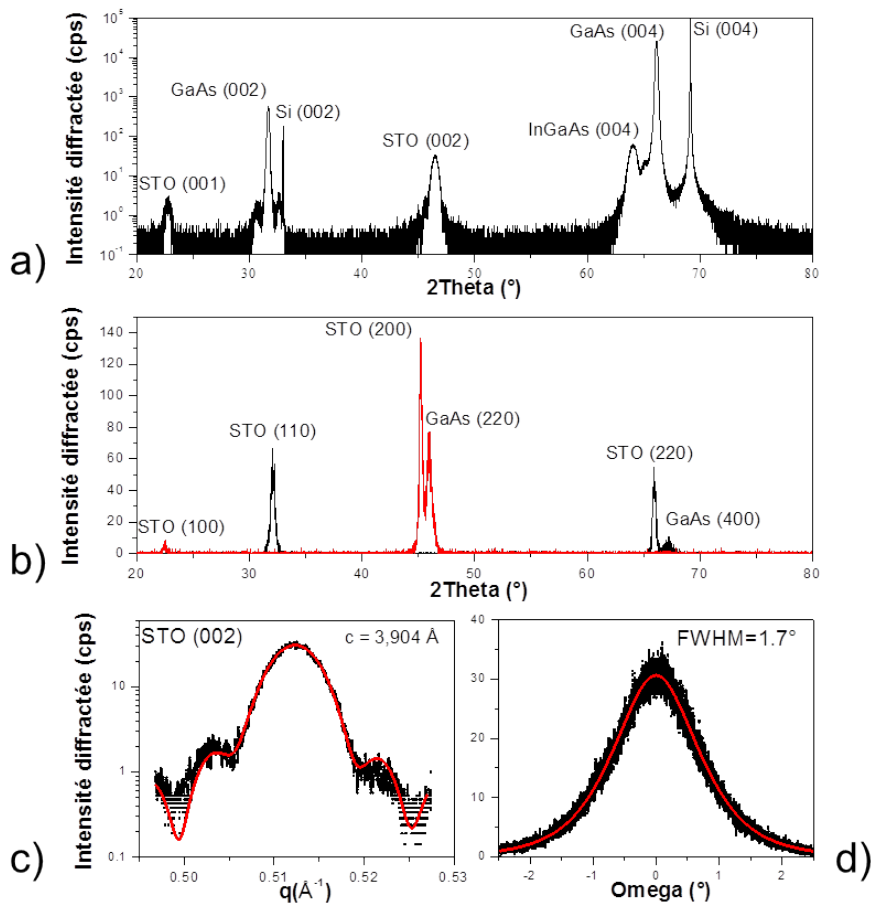 a)
Intensité diffractée (cps)
10^5
10^4
10^3
10^2
10^1
10^0
10^-1
GaAs (004)
Si (004)
GaAs (002)
Si (002)
InGaAs (004)
STO (002)
STO (001)
20 30 40 50 60 70 80
2Theta (°)
b)
Intensité diffractée (cps)
140
120
100
80
60
40
20
0
STO (200)
GaAs (220)
STO (110)
STO (220)
STO (100)
GaAs (400)
20 30 40 50 60 70 80
2Theta (°)
c)
Intensité diffractée (cps)
10
1
0.1
STO (002)
c = 3,904 Å
0.50 0.51 0.52 0.53
q(Å⁻¹)
40
30
20
10
0
FWHM=1.7°
-2 -1 0 1 2
Omega (°)
d)